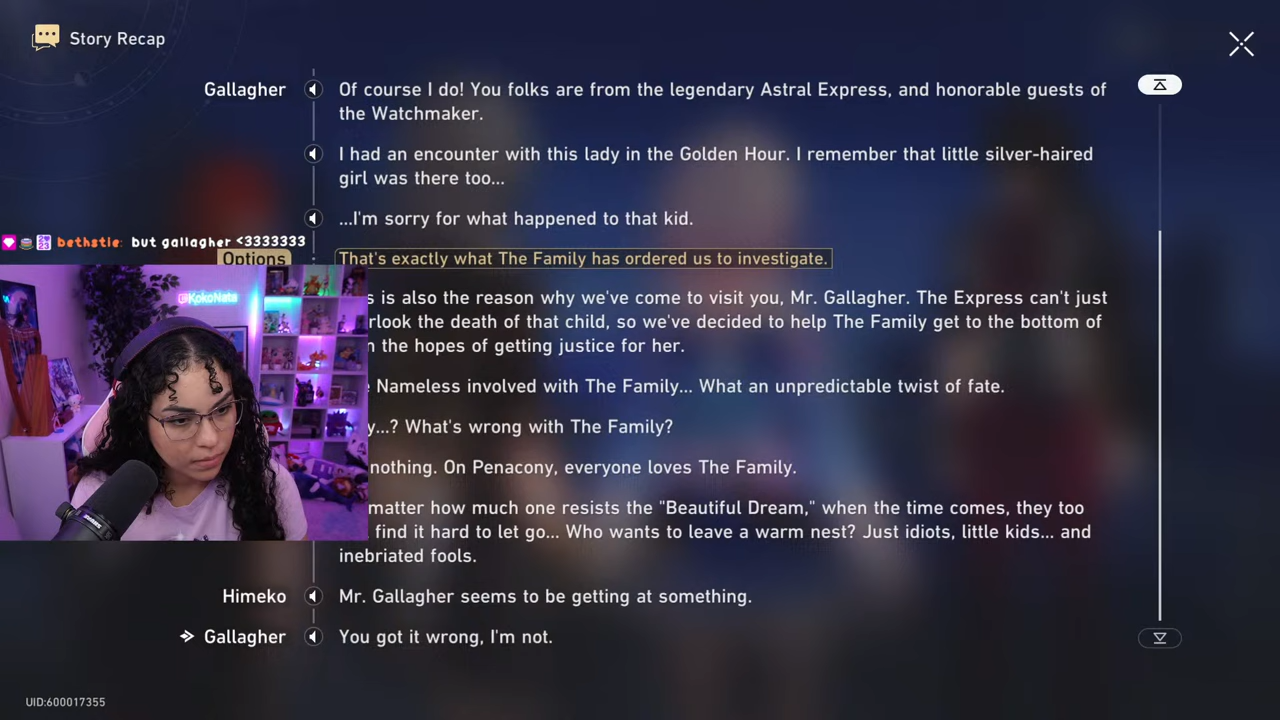 Story Recap
Gallagher
Of course I do! You folks are from the legendary Astral Express, and honorable guests of
the Watchmaker.
I had an encounter with this lady in the Golden Hour. I remember that little silver-haired
girl was there too...
...I'm sorry for what happened to that kid.
bethstie: but gallagher <3333333
Options
That's exactly what The Family has ordered us to investigate.
@KokoNata
is also the reason why we've come to visit you, Mr. Gallagher. The Express can't just
the death of that child, so we've decided to help The Family get to the bottom of
the hopes of getting justice for her.
Nameless involved with The Family... What an unpredictable twist of fate.
What's wrong with The Family?
nothing. On Penacony, everyone loves The Family.
matter how much one resists the "Beautiful Dream," when the time comes, they too
find it hard to let go... Who wants to leave a warm nest? Just idiots, little kids... and
inebriated fools.
Himeko
Mr. Gallagher seems to be getting at something.
Gallagher
You got it wrong, I'm not.
UID:600017355